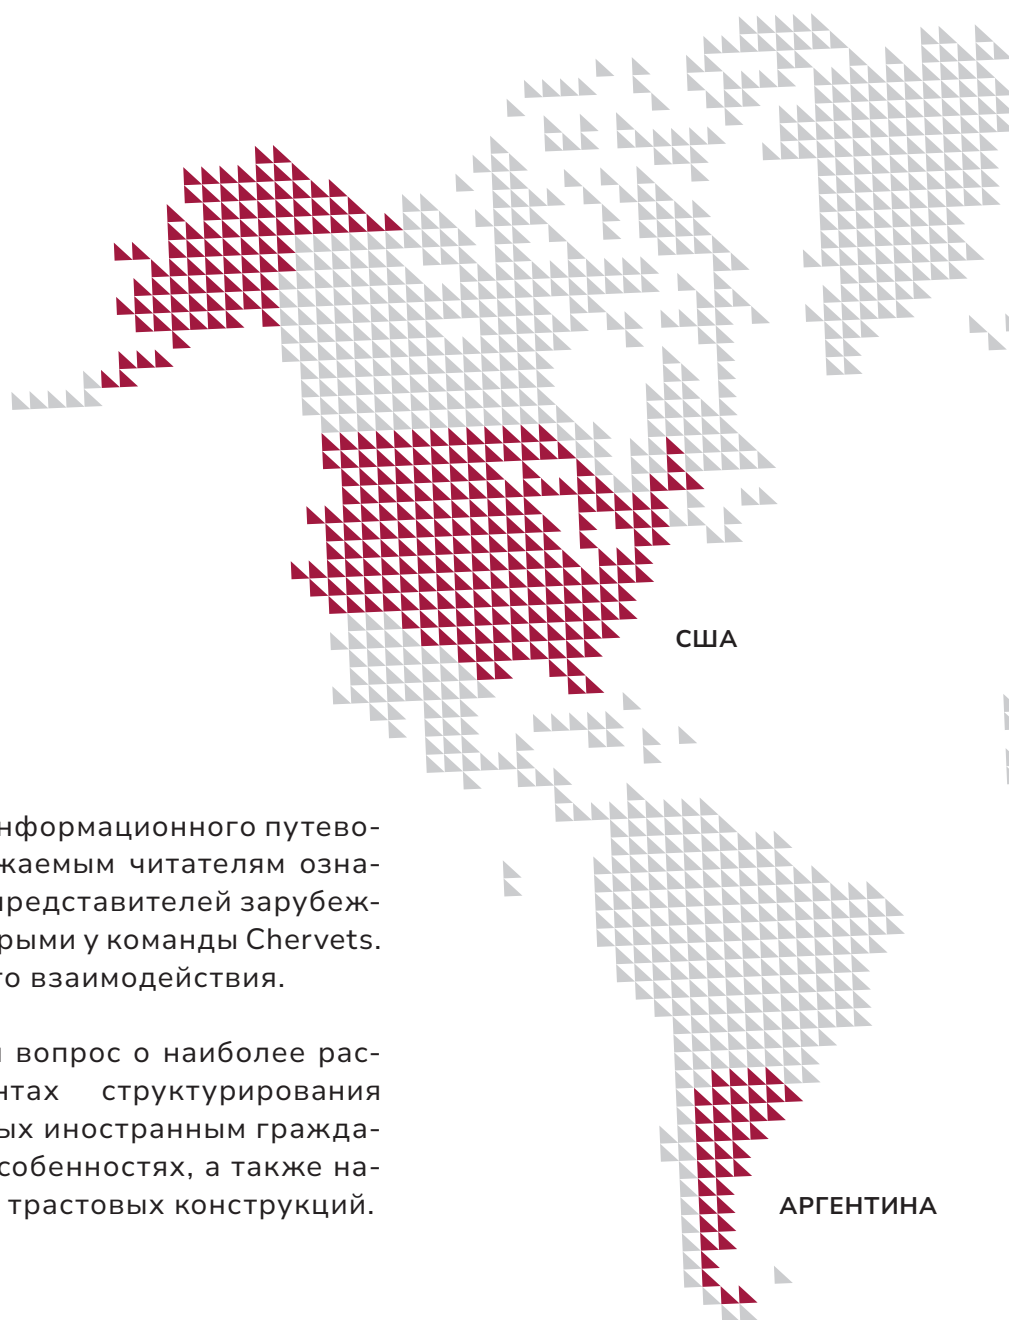 США
нформационного путево-
жаемым читателям озна-
представителей зарубеж-
рыми у команды Chervets.
го взаимодействия.
вопрос о наиболее рас-
нтах структурирования
ых иностранным гражда-
собенностях, а также на-
трастовых конструкций.
АРГЕНТИНА